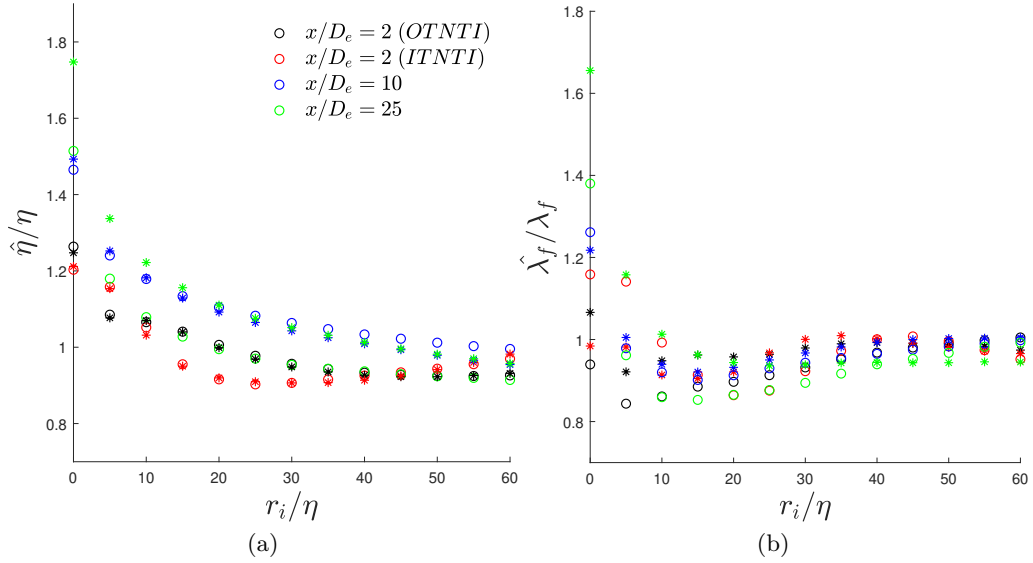 1.8
1.6
1.4
1.2
1
0.8
0
10
20
30
40
50
60
η̂/η
r_i/η
x/D_e = 2 (OTNTI)
x/D_e = 2 (ITNTI)
x/D_e = 10
x/D_e = 25
(a)
1.8
1.6
1.4
1.2
1
0.8
0
10
20
30
40
50
60
λ̂_f/λ_f
r_i/η
(b)